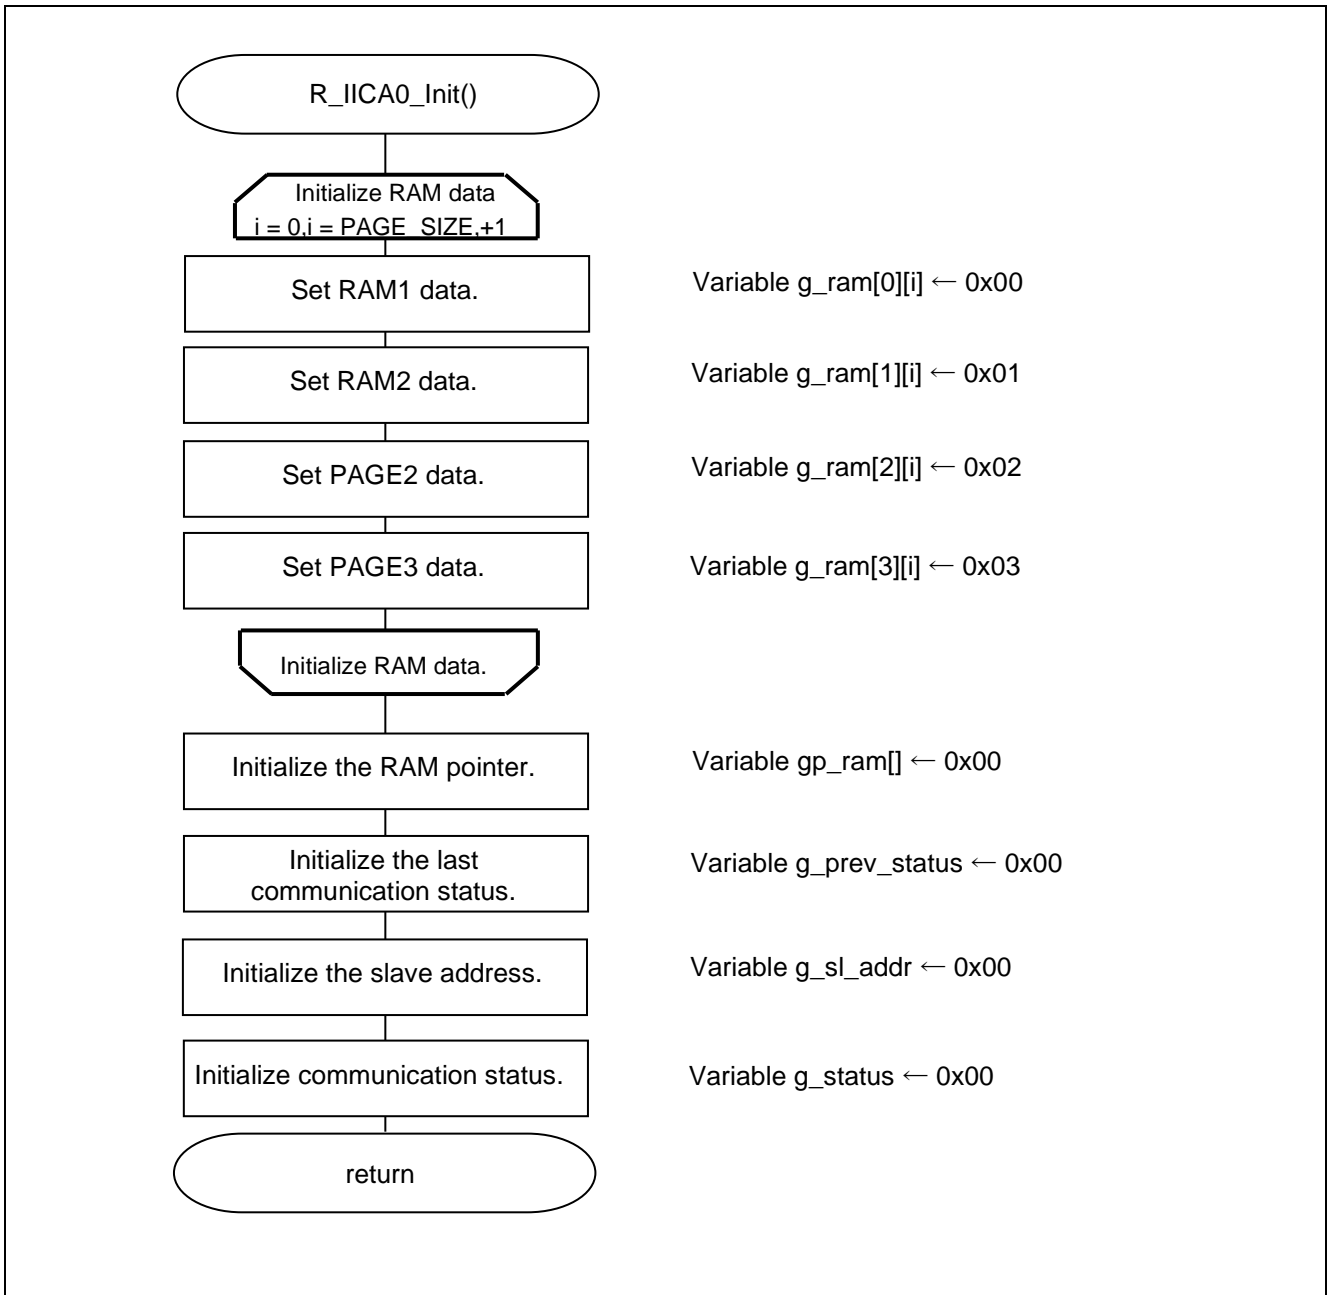 R_IICA0_Init()
Initialize RAM data
i = 0,i = PAGE_SIZE,+1
Set RAM1 data.
Variable g_ram[0][i] ← 0x00
Set RAM2 data.
Variable g_ram[1][i] ← 0x01
Set PAGE2 data.
Variable g_ram[2][i] ← 0x02
Set PAGE3 data.
Variable g_ram[3][i] ← 0x03
Initialize RAM data.
Initialize the RAM pointer.
Variable gp_ram[] ← 0x00
Initialize the last
communication status.
Variable g_prev_status ← 0x00
Initialize the slave address.
Variable g_sl_addr ← 0x00
Initialize communication status.
Variable g_status ← 0x00
return